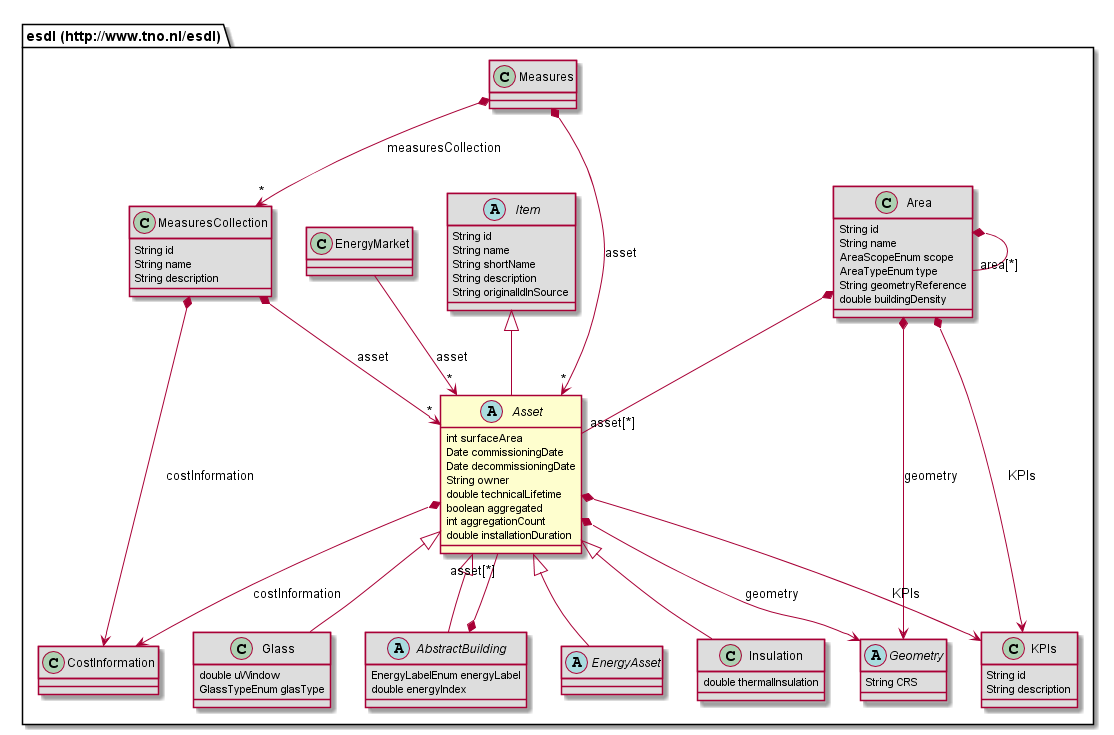 esdl (http://www.tno.nl/esdl)
C Measures
measuresCollection
*
C MeasuresCollection
String id
String name
String description
C EnergyMarket
A Item
String id
String name
String shortName
String description
String originalIdInSource
asset
C Area
String id
String name
AreaScopeEnum scope
AreaTypeEnum type
String geometryReference
double buildingDensity
area[*]
asset
*
asset
*
*
A Asset
int surfaceArea
Date commissioningDate
Date decommissioningDate
String owner
double technicalLifetime
boolean aggregated
int aggregationCount
double installationDuration
asset[*]
costInformation
geometry
KPIs
asset[*]
costInformation
geometry
KPIs
C CostInformation
C Glass
double uWindow
GlassTypeEnum glasType
A AbstractBuilding
EnergyLabelEnum energyLabel
double energyIndex
A EnergyAsset
C Insulation
double thermalInsulation
A Geometry
String CRS
C KPIs
String id
String description